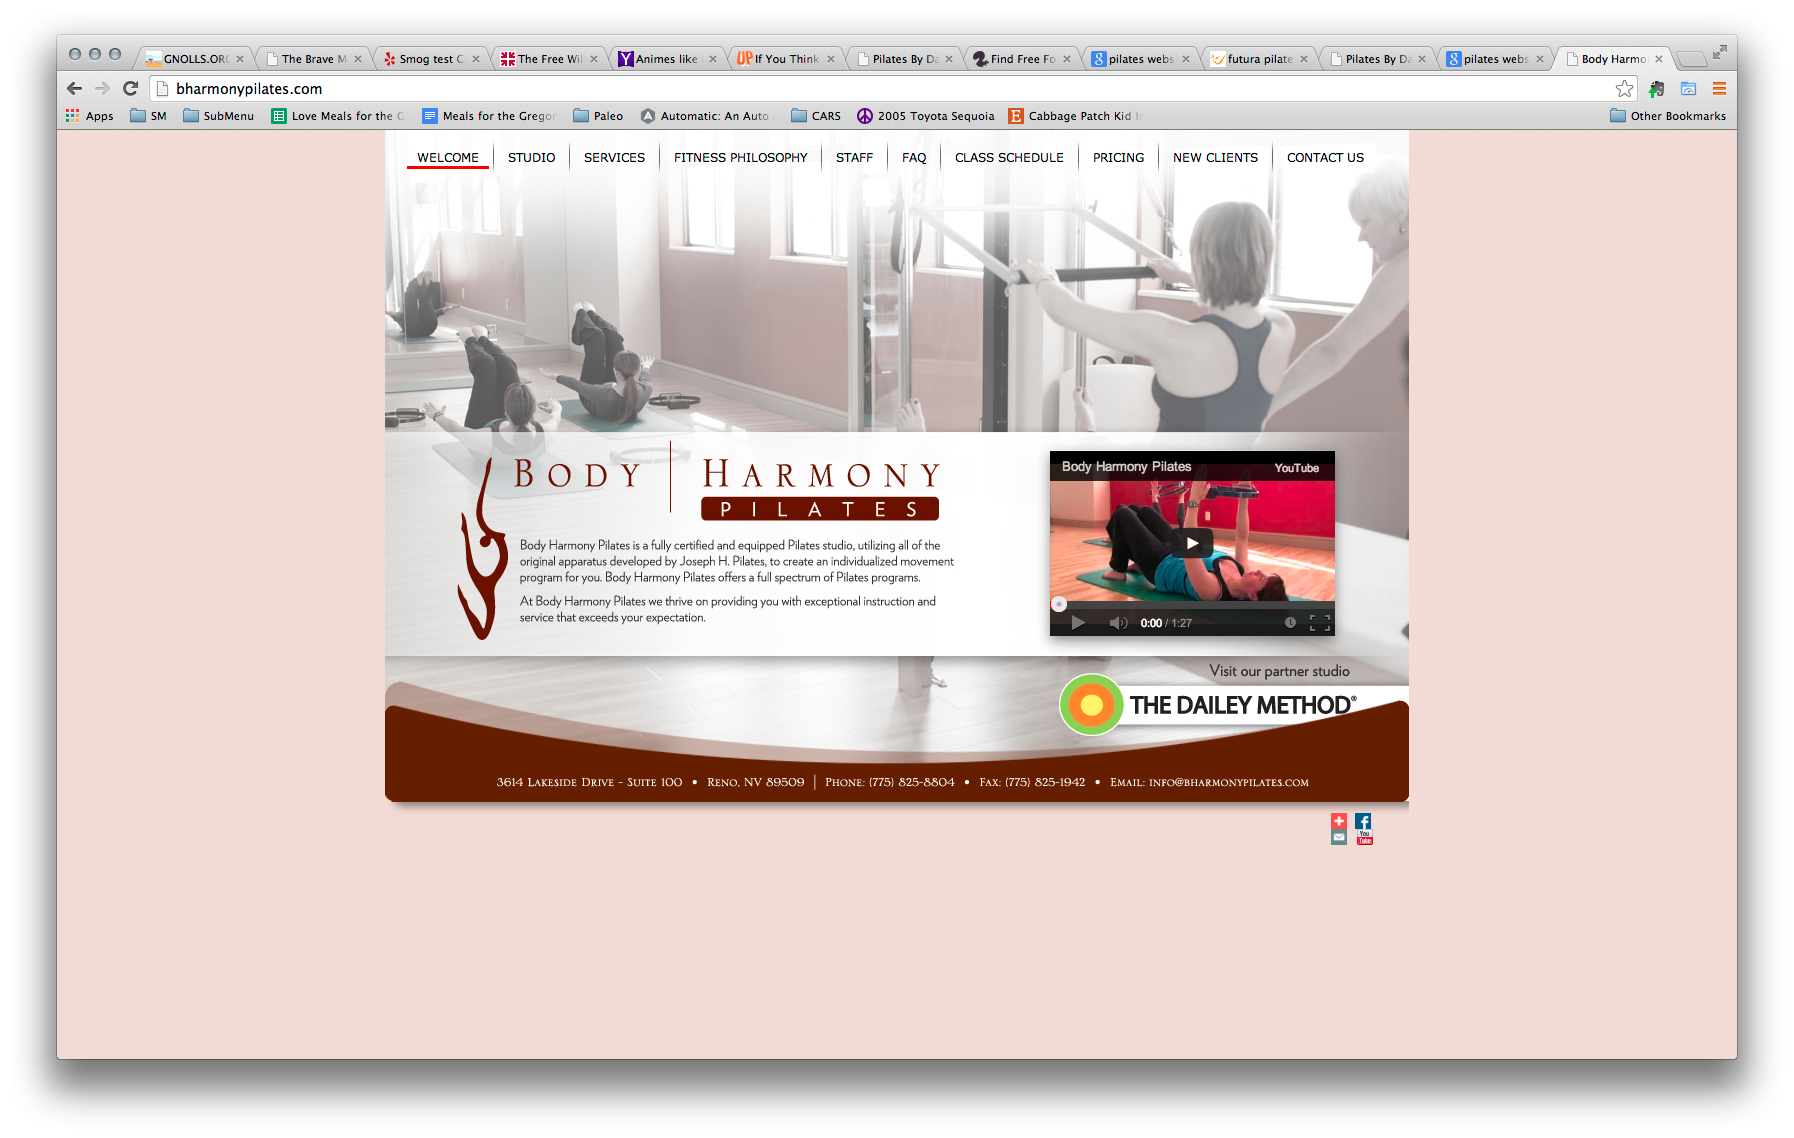 GNOLLS.ORG
The Brave M
Smog test C
The Free Wil
Animes like
If You Think
Pilates By Da
Find Free Fo
pilates webs
futura pilate
Pilates By Da
pilates webs
Body Harmo
bharmonypilates.com
Apps SM SubMenu Love Meals for the G Meals for the Gregor Paleo Automatic: An Auto CARS 2005 Toyota Sequoia Cabbage Patch Kid Other Bookmarks
WELCOME STUDIO SERVICES FITNESS PHILOSOPHY STAFF FAQ CLASS SCHEDULE PRICING NEW CLIENTS CONTACT US
BODY HARMONY
PILATES
Body Harmony Pilates is a fully certified and equipped Pilates studio, utilizing all of the
original apparatus developed by Joseph H. Pilates, to create an individualized movement
program for you. Body Harmony Pilates offers a full spectrum of Pilates programs.
At Body Harmony Pilates we thrive on providing you with exceptional instruction and
service that exceeds your expectation.
Body Harmony Pilates YouTube
0:00 / 1:27
Visit our partner studio
THE DAILEY METHOD®
3614 Lakeside Drive - Suite 100 • Reno, NV 89509 | Phone: (775) 825-8804 • Fax: (775) 825-1942 • Email: info@bharmonypilates.com
You
Tube